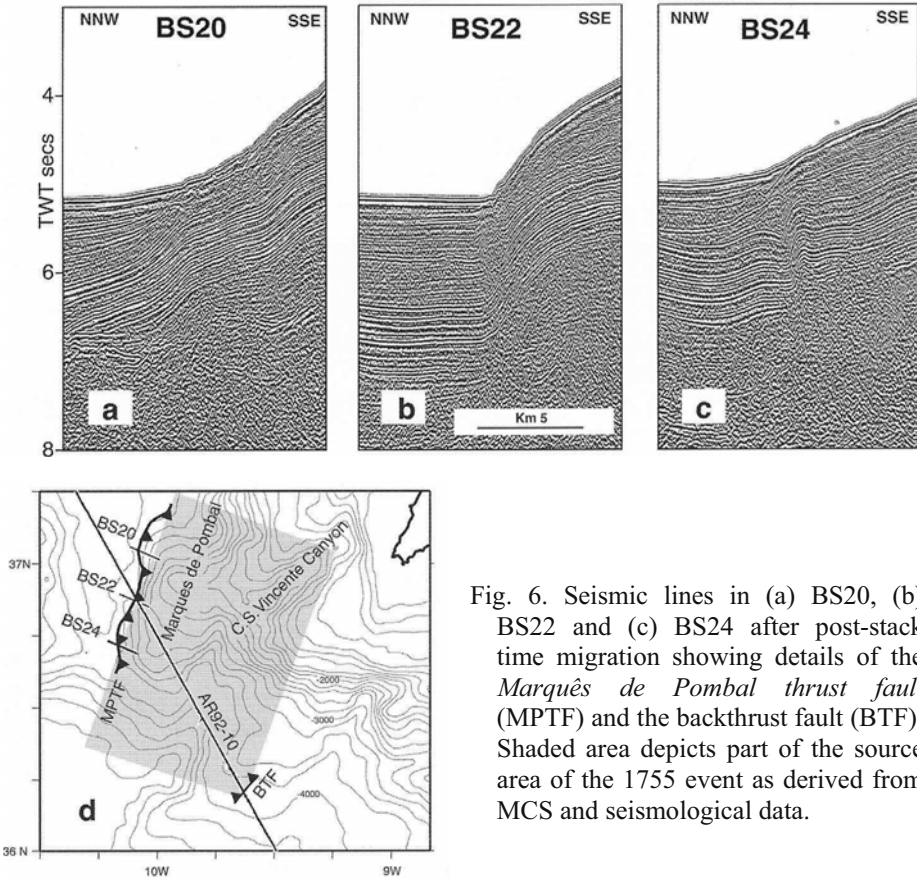 NNW BS20 SSE
NNW BS22 SSE
NNW BS24 SSE
4
TWT secs
6
8
a
b
Km 5
c
BS20
37N
BS22
BS24
Marques de Pombal
C.S. Vincente Canyon
MPTF
AR92-10
-2000
-3000
BTF
-4000
d
36 N
10W
9W
Fig. 6. Seismic lines in (a) BS20, (b)
BS22 and (c) BS24 after post-stack
time migration showing details of the
Marquês de Pombal thrust faul
(MPTF) and the backthrust fault (BTF)
Shaded area depicts part of the source
area of the 1755 event as derived from
MCS and seismological data.